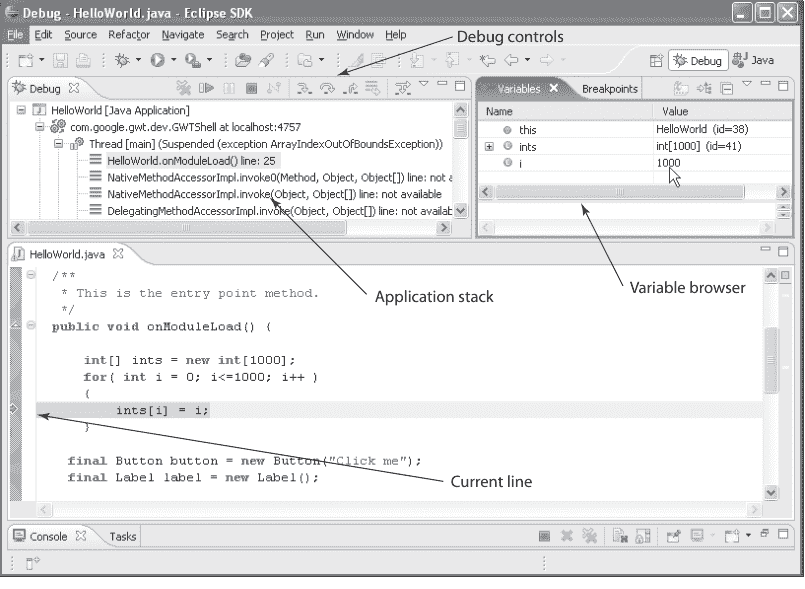 Debug - HelloWorld.java - Eclipse SDK
File Edit Source Refactor Navigate Search Project Run Window Help
Debug controls
Debug Java
Debug
HelloWorld [Java Application]
com.google.gwt.dev.GWTShell at localhost:4757
Thread [main] (Suspended (exception ArrayIndexOutOfBoundsException))
HelloWorld.onModuleLoad() line: 25
NativeMethodAccessorImpl.invoke0(Method, Object, Object[]) line: not a
NativeMethodAccessorImpl.invoke(Object, Object[]) line: not available
DelegatingMethodAccessorImpl.invoke(Object, Object[]) line: not availab
Variables Breakpoints
Name Value
this HelloWorld (id=38)
ints int[1000] (id=41)
i 1000
Application stack
Variable browser
HelloWorld.java
/**
* This is the entry point method.
*/
public void onModuleLoad() {
int[] ints = new int[1000];
for( int i = 0; i<=1000; i++ )
{
ints[i] = i;
}
final Button button = new Button("Click me");
final Label label = new Label();
Current line
Console Tasks